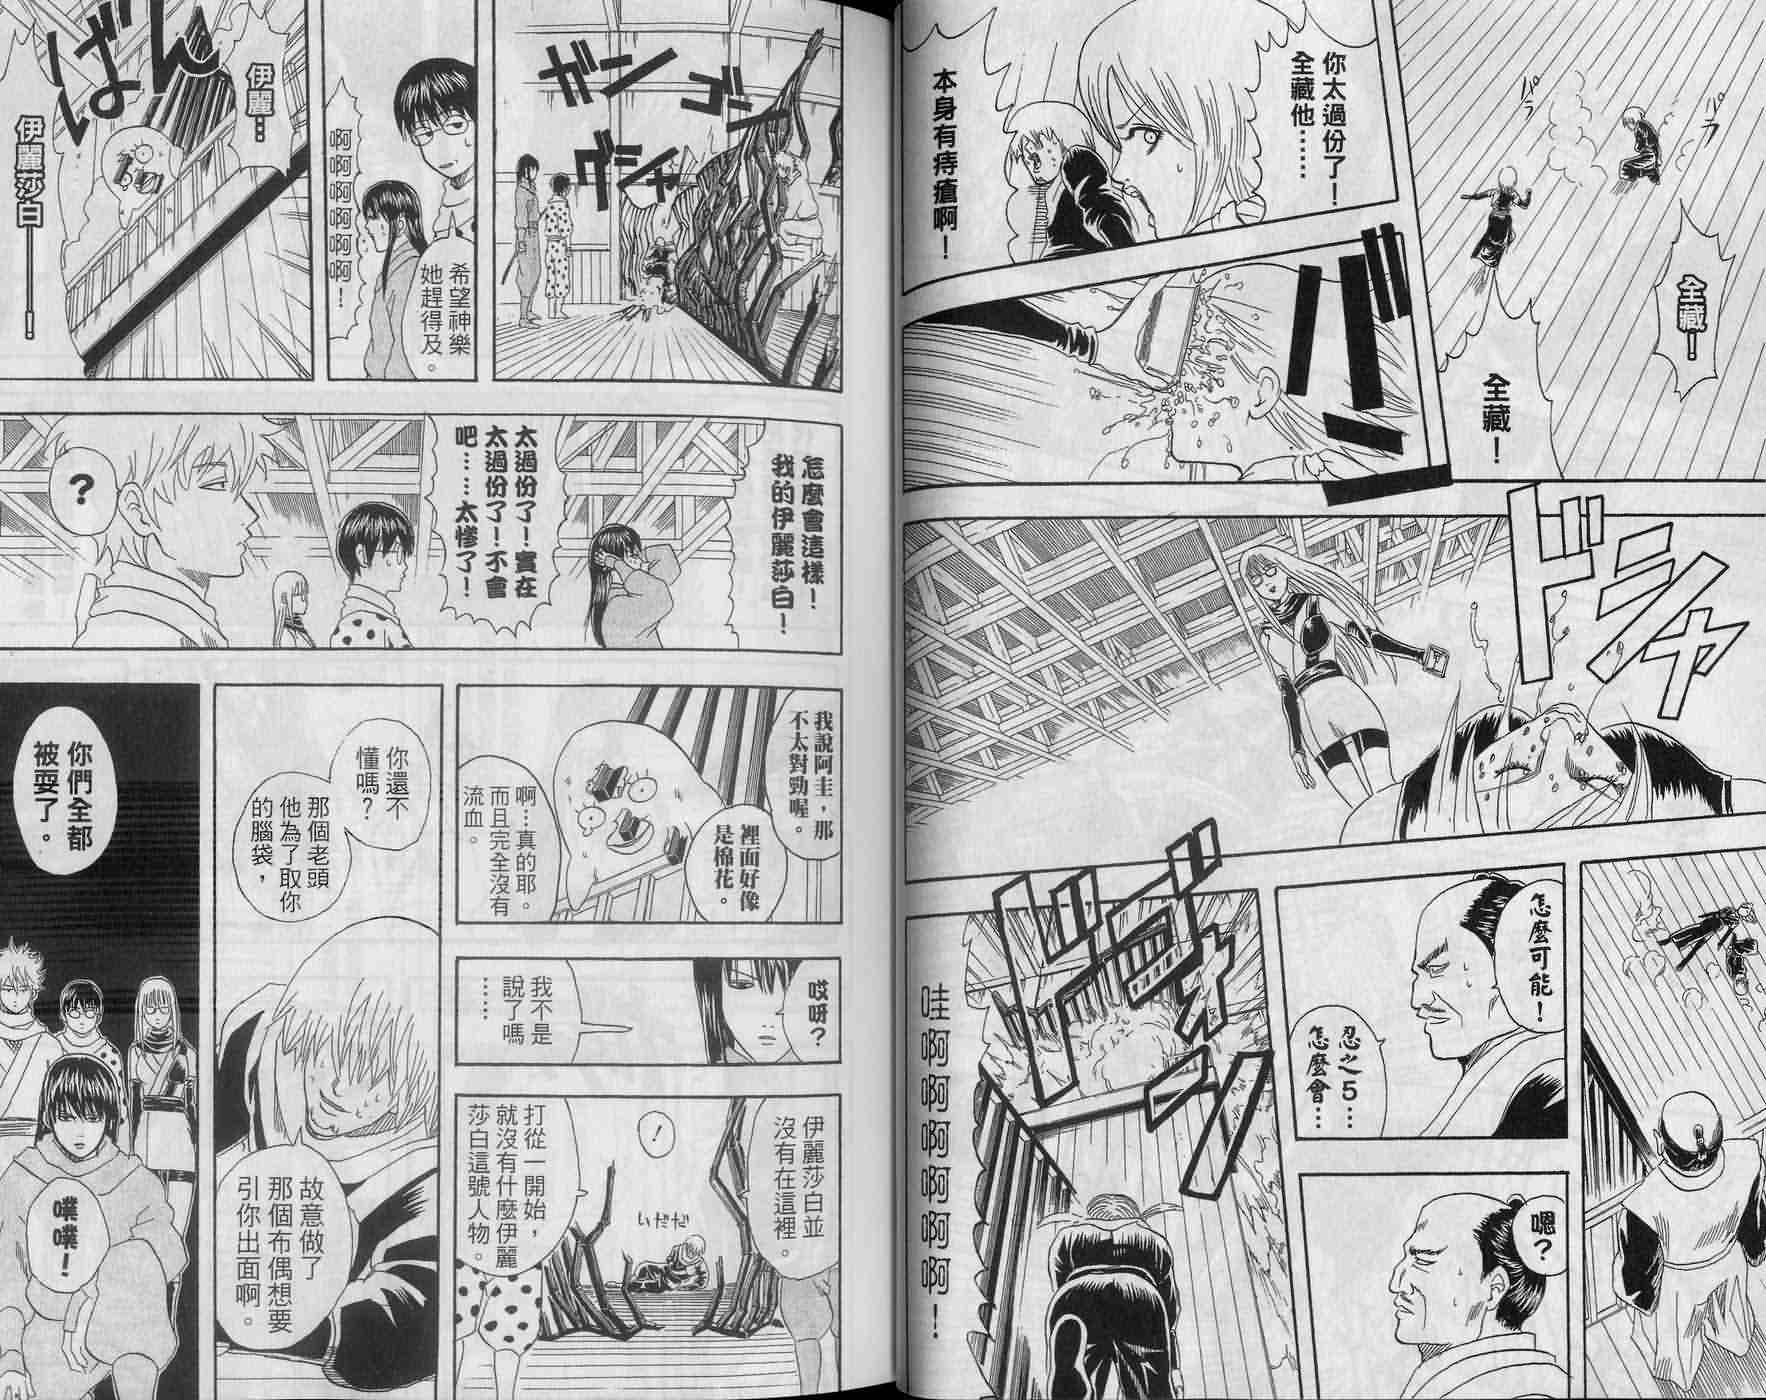 全藏！
全藏！
ズル
ズル
你太過份了！
全藏他⋯⋯
本身有痔瘡啊！
ドシャ
怎麼可能！
忍之5⋯
怎麼會⋯
嗯？
哇啊啊啊啊啊啊！
ガン
ゴン
グシャ
希望神樂
她趕得及。
啊啊啊啊啊啊！
ばん
伊麗⋯
伊麗莎白———！
怎麼會這樣！
我的伊麗莎白！
太過份了！實在
太過份了！不會
吧⋯⋯太慘了！
？
我說阿圭，那
不太對勁喔。
裡面好像
是棉花。
啊⋯真的耶。
而且完全沒有
流血。
哎呀？
我不是
說了嗎
⋯⋯
伊麗莎白並
沒有在這裡。
！
いだだ
打從一開始，
就沒有什麼伊麗
莎白這號人物。
你還不
懂嗎？
那個老頭
他為了取你
的腦袋，
故意做了
那個布偶想要
引你出面啊。
你們全都
被耍了。
噗噗！